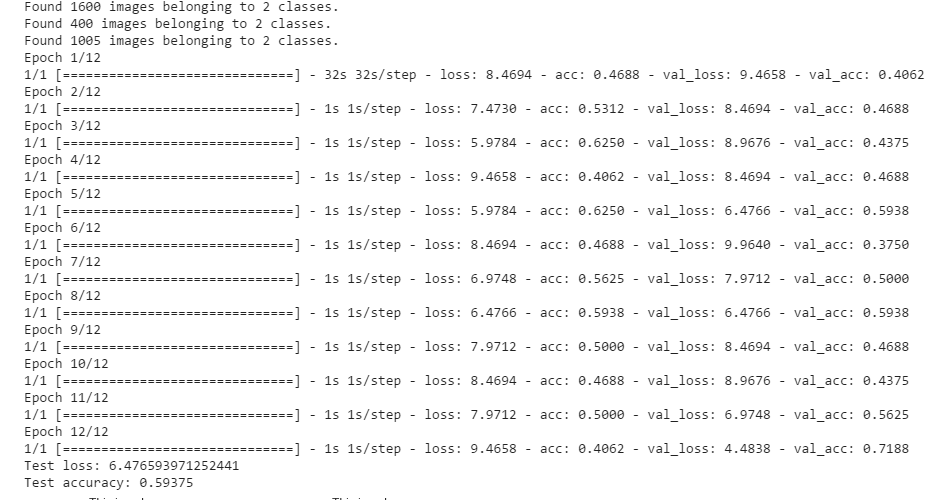 Found 1600 images belonging to 2 classes.
Found 400 images belonging to 2 classes.
Found 1005 images belonging to 2 classes.
Epoch 1/12
1/1 [==============================] - 32s 32s/step - loss: 8.4694 - acc: 0.4688 - val_loss: 9.4658 - val_acc: 0.4062
Epoch 2/12
1/1 [==============================] - 1s 1s/step - loss: 7.4730 - acc: 0.5312 - val_loss: 8.4694 - val_acc: 0.4688
Epoch 3/12
1/1 [==============================] - 1s 1s/step - loss: 5.9784 - acc: 0.6250 - val_loss: 8.9676 - val_acc: 0.4375
Epoch 4/12
1/1 [==============================] - 1s 1s/step - loss: 9.4658 - acc: 0.4062 - val_loss: 8.4694 - val_acc: 0.4688
Epoch 5/12
1/1 [==============================] - 1s 1s/step - loss: 5.9784 - acc: 0.6250 - val_loss: 6.4766 - val_acc: 0.5938
Epoch 6/12
1/1 [==============================] - 1s 1s/step - loss: 8.4694 - acc: 0.4688 - val_loss: 9.9640 - val_acc: 0.3750
Epoch 7/12
1/1 [==============================] - 1s 1s/step - loss: 6.9748 - acc: 0.5625 - val_loss: 7.9712 - val_acc: 0.5000
Epoch 8/12
1/1 [==============================] - 1s 1s/step - loss: 6.4766 - acc: 0.5938 - val_loss: 6.4766 - val_acc: 0.5938
Epoch 9/12
1/1 [==============================] - 1s 1s/step - loss: 7.9712 - acc: 0.5000 - val_loss: 8.4694 - val_acc: 0.4688
Epoch 10/12
1/1 [==============================] - 1s 1s/step - loss: 8.4694 - acc: 0.4688 - val_loss: 8.9676 - val_acc: 0.4375
Epoch 11/12
1/1 [==============================] - 1s 1s/step - loss: 7.9712 - acc: 0.5000 - val_loss: 6.9748 - val_acc: 0.5625
Epoch 12/12
1/1 [==============================] - 1s 1s/step - loss: 9.4658 - acc: 0.4062 - val_loss: 4.4838 - val_acc: 0.7188
Test loss: 6.476593971252441
Test accuracy: 0.59375